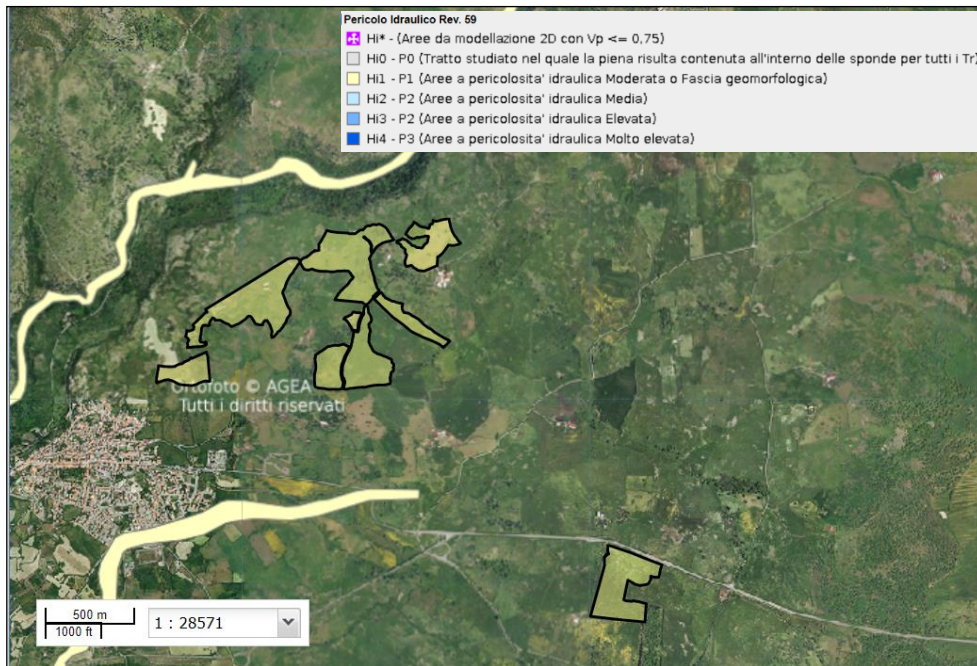 Pericolo Idraulico Rev. 59
Hi* - (Aree da modellazione 2D con Vp <= 0,75)
Hi0 - P0 (Tratto studiato nel quale la piena risulta contenuta all'interno delle sponde per tutti i Tr)
Hi1 - P1 (Aree a pericolosita' idraulica Moderata o Fascia geomorfologica)
Hi2 - P2 (Aree a pericolosita' idraulica Media)
Hi3 - P2 (Aree a pericolosita' idraulica Elevata)
Hi4 - P3 (Aree a pericolosita' idraulica Molto elevata)
Ortofoto © AGEA
Tutti i diritti riservati
500 m
1000 ft
1 : 28571